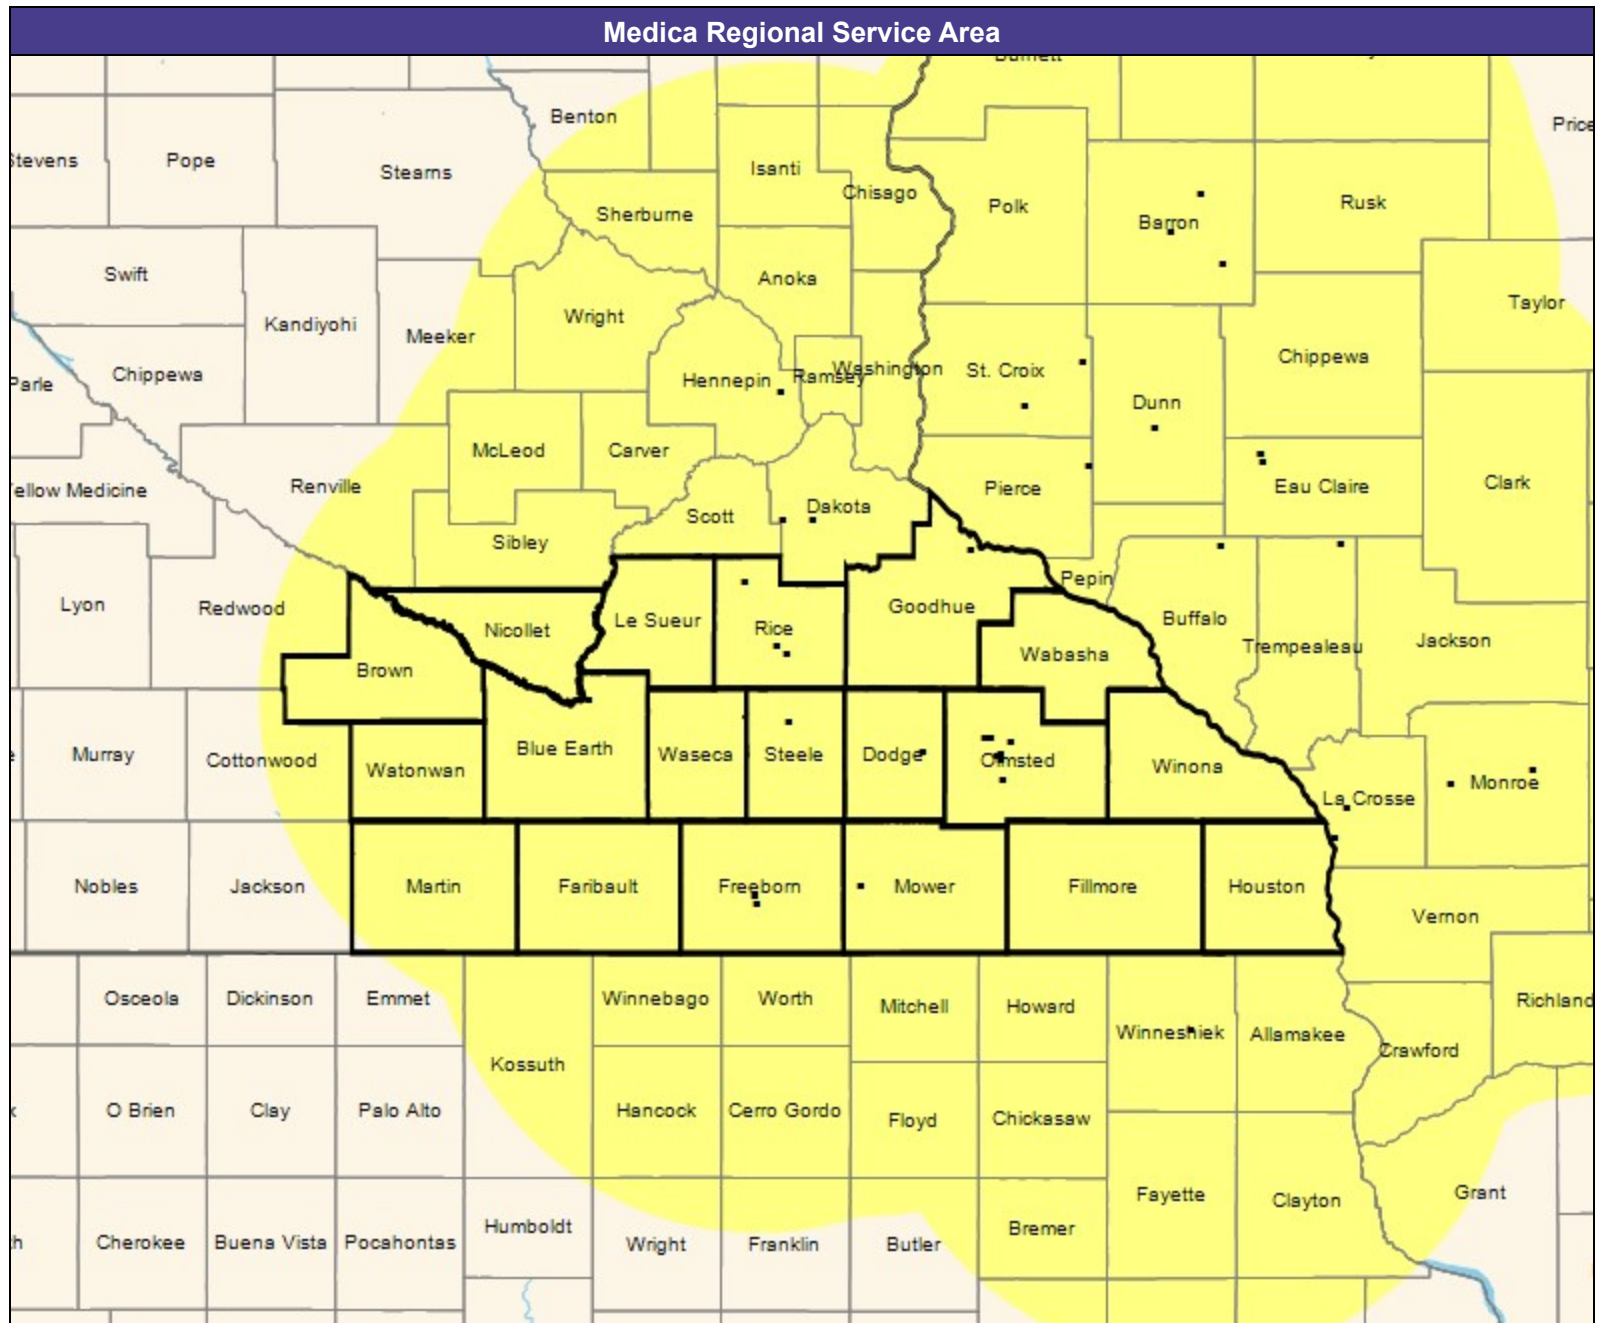 Medica Regional Service Area
Benton
Price
Stevens
Pope
Stearns
Isanti
Chisago
Polk
Barron
Rusk
Sherburne
Swift
Anoka
Taylor
Kandiyohi
Wright
Meeker
Chippewa
Parle
Chippewa
Hennepin
Ramsey
Washington
St. Croix
Dunn
McLeod
Carver
Renville
ellow Medicine
Pierce
Eau Claire
Clark
Scott
Dakota
Sibley
Pepin
Lyon
Redwood
Nicollet
Le Sueur
Rice
Goodhue
Buffalo
Trempealeau
Jackson
Brown
Wabasha
Murray
Cottonwood
Watonwan
Blue Earth
Waseca
Steele
Dodge
Olmsted
Winona
La Crosse
Monroe
Nobles
Jackson
Martin
Faribault
Freeborn
Mower
Fillmore
Houston
Vernon
Osceola
Dickinson
Emmet
Winnebago
Worth
Mitchell
Howard
Winneshiek
Allamakee
Crawford
Richland
Kossuth
O Brien
Clay
Palo Alto
Hancock
Cerro Gordo
Floyd
Chickasaw
Fayette
Clayton
Grant
Cherokee
Buena Vista
Pocahontas
Humboldt
Wright
Franklin
Butler
Bremer